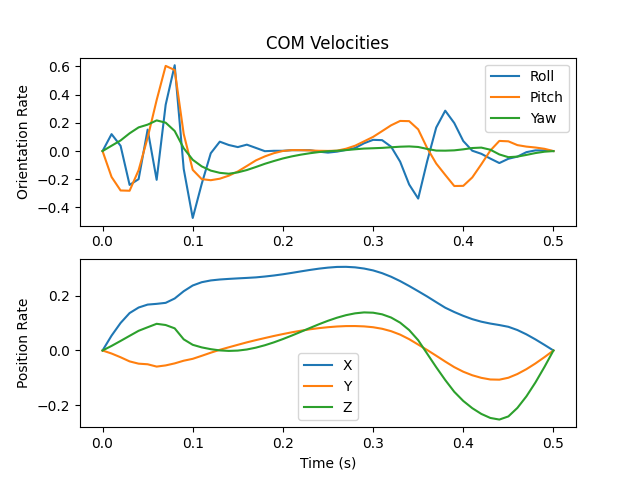 COM Velocities
Orientation Rate
0.6
0.4
0.2
0.0
−0.2
−0.4
Roll
Pitch
Yaw
0.0 0.1 0.2 0.3 0.4 0.5
Position Rate
0.2
0.0
−0.2
X
Y
Z
0.0 0.1 0.2 0.3 0.4 0.5
Time (s)